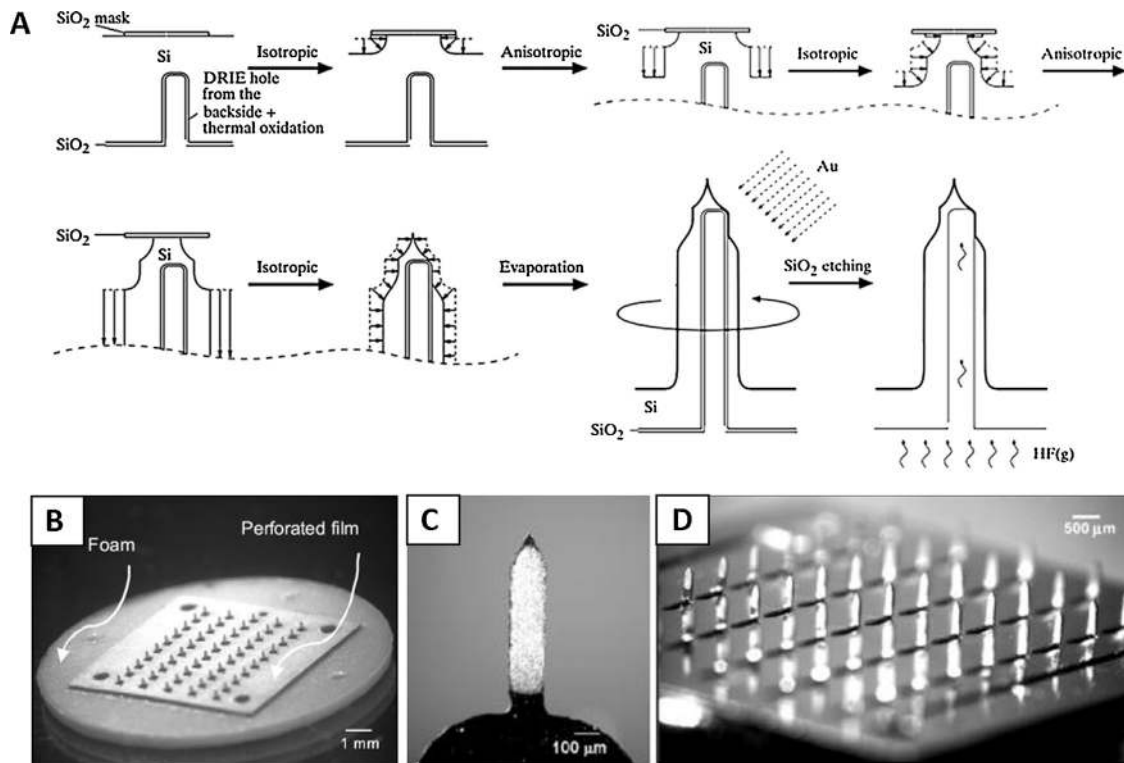 A
SiO2 mask
Si
DRIE hole
from the
backside +
thermal oxidation
SiO2
Isotropic
Anisotropic
SiO2
Si
Isotropic
Anisotropic
SiO2
Si
Isotropic
Evaporation
Au
SiO2 etching
Si
SiO2
HF(g)
B
Foam
Perforated film
1 mm
C
100 µm
D
500 µm